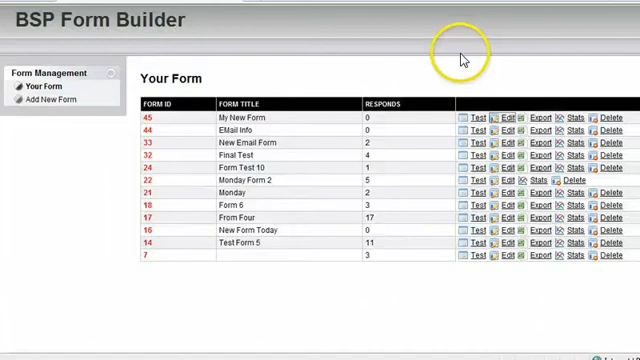 BSP Form Builder
Form Management
Your Form
Add New Form
Your Form
FORM ID FORM TITLE RESPONDS
45 My New Form 0 Test Edit Export Stats Delete
44 EMail Info 0 Test Edit Export Stats Delete
33 New Email Form 2 Test Edit Export Stats Delete
32 Final Test 4 Test Edit Export Stats Delete
24 Form Test 10 1 Test Edit Export Stats Delete
22 Monday Form 2 5 Test Edit Stats Delete
21 Monday 2 Test Edit Export Stats Delete
18 Form 6 3 Test Edit Export Stats Delete
17 From Four 17 Test Edit Export Stats Delete
16 New Form Today 0 Test Edit Export Stats Delete
14 Test Form 5 11 Test Edit Export Stats Delete
7 3 Test Edit Export Stats Delete